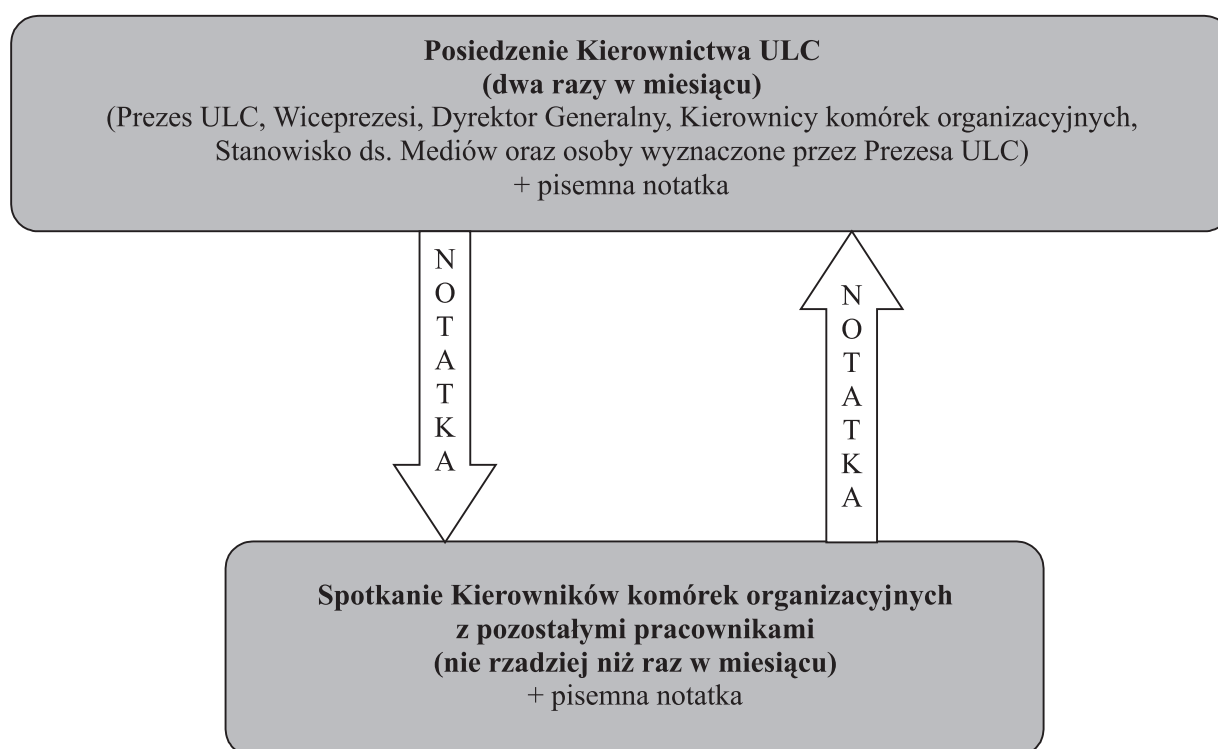 Posiedzenie Kierownictwa ULC
(dwa razy w miesiącu)
(Prezes ULC, Wiceprezesi, Dyrektor Generalny, Kierownicy komórek organizacyjnych,
Stanowisko ds. Mediów oraz osoby wyznaczone przez Prezesa ULC)
+ pisemna notatka
NOTATKA
NOTATKA
Spotkanie Kierowników komórek organizacyjnych
z pozostałymi pracownikami
(nie rzadziej niż raz w miesiącu)
+ pisemna notatka